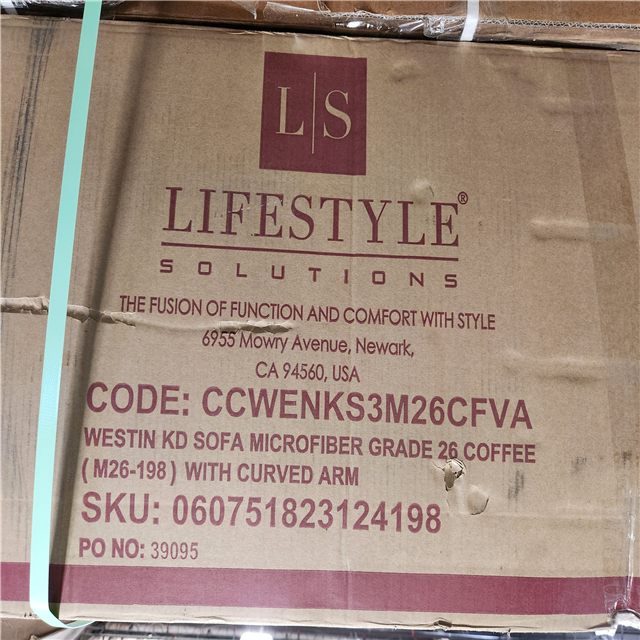 L|S
LIFESTYLE®
SOLUTIONS
THE FUSION OF FUNCTION AND COMFORT WITH STYLE
6955 Mowry Avenue, Newark,
CA 94560, USA
CODE: CCWENKS3M26CFVA
WESTIN KD SOFA MICROFIBER GRADE 26 COFFEE
(M26-198) WITH CURVED ARM
SKU: 060751823124198
PO NO: 39095